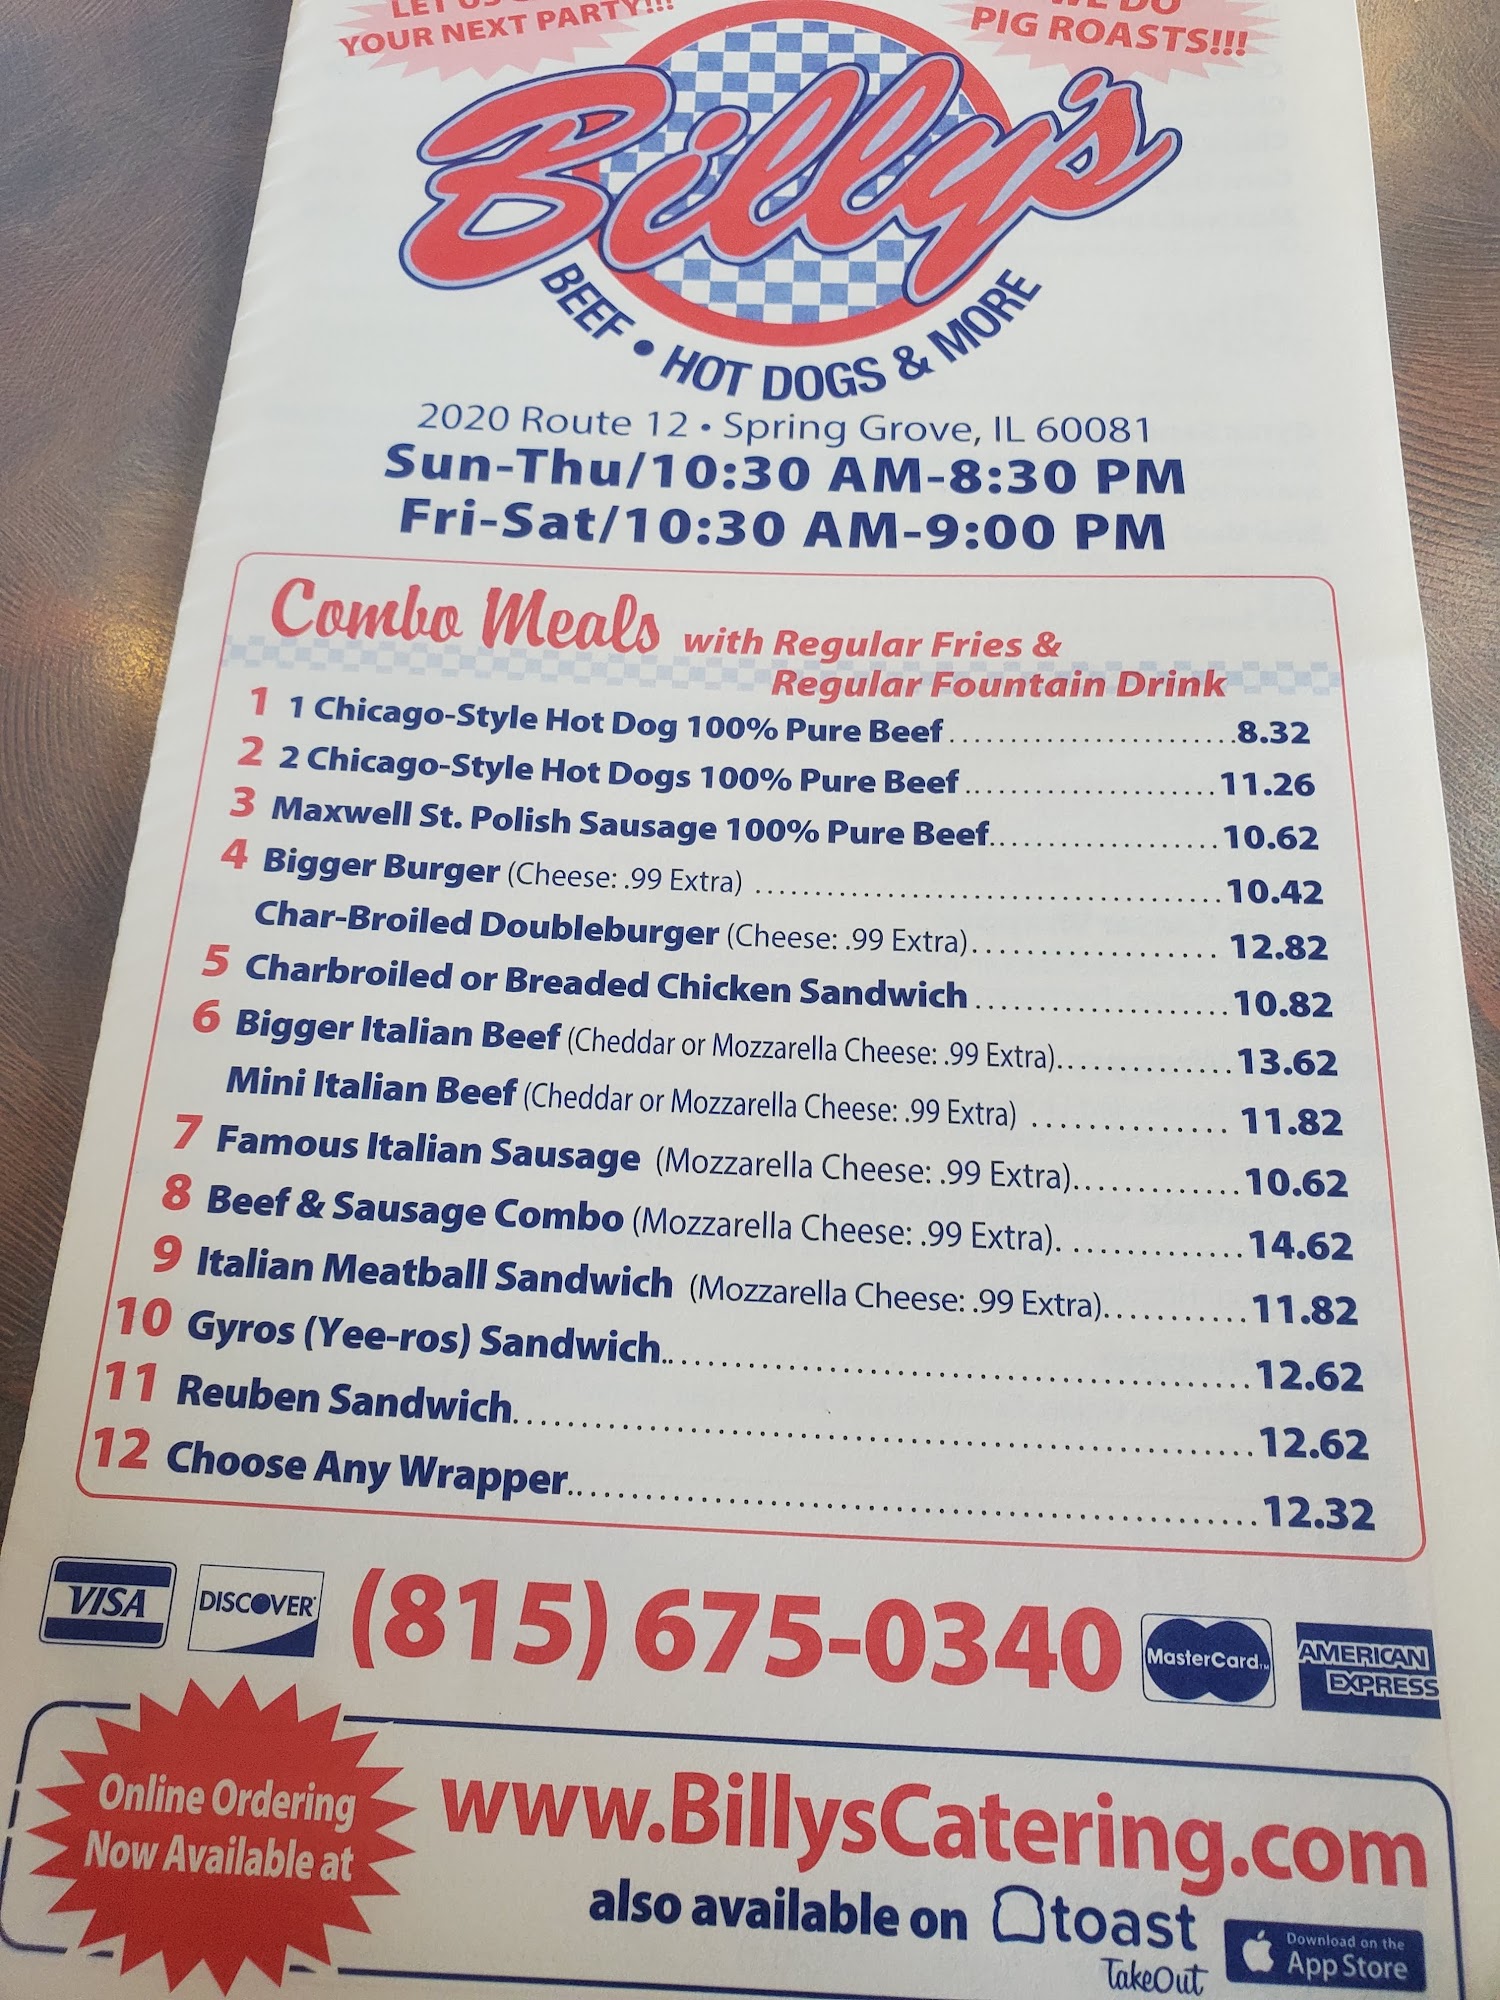 YOUR NEXT PARTY!!!
PIG ROASTS!!!
Billy's
BEEF • HOT DOGS & MORE
2020 Route 12 • Spring Grove, IL 60081
Sun-Thu/10:30 AM-8:30 PM
Fri-Sat/10:30 AM-9:00 PM
Combo Meals with Regular Fries &
Regular Fountain Drink
1 1 Chicago-Style Hot Dog 100% Pure Beef 8.32
2 2 Chicago-Style Hot Dogs 100% Pure Beef 11.26
3 Maxwell St. Polish Sausage 100% Pure Beef 10.62
4 Bigger Burger (Cheese: .99 Extra) 10.42
Char-Broiled Doubleburger (Cheese: .99 Extra) 12.82
5 Charbroiled or Breaded Chicken Sandwich 10.82
6 Bigger Italian Beef (Cheddar or Mozzarella Cheese: .99 Extra) 13.62
Mini Italian Beef (Cheddar or Mozzarella Cheese: .99 Extra) 11.82
7 Famous Italian Sausage (Mozzarella Cheese: .99 Extra) 10.62
8 Beef & Sausage Combo (Mozzarella Cheese: .99 Extra) 14.62
9 Italian Meatball Sandwich (Mozzarella Cheese: .99 Extra) 11.82
10 Gyros (Yee-ros) Sandwich 12.62
11 Reuben Sandwich 12.62
12 Choose Any Wrapper 12.32
VISA DISCOVER (815) 675-0340 MasterCard AMERICAN EXPRESS
Online Ordering
Now Available at
www.BillysCatering.com
also available on toast
TakeOut
Download on the
App Store